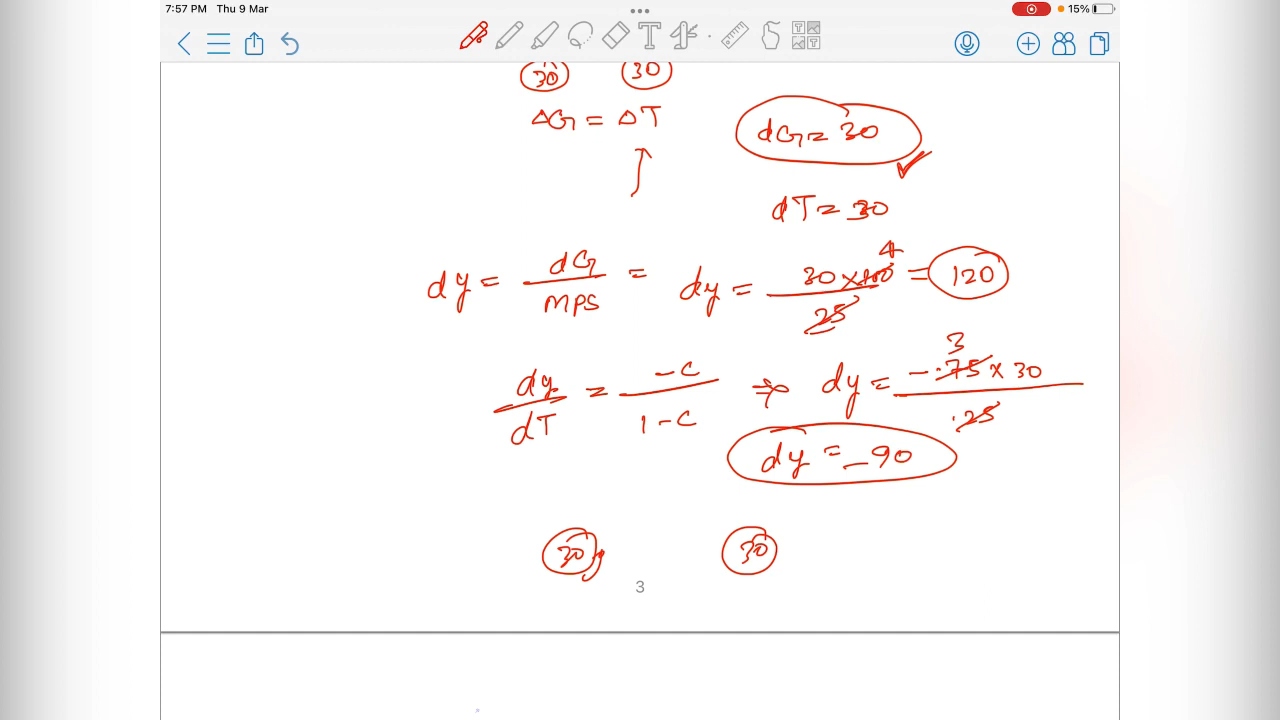 7:57 PM Thu 9 Mar
15%
30 30
ΔG = ΔT
dG = 30
dT = 30
dy = dG / MPS = dy = 30 × 100 4 / 25 = 120
dy / dT = -C / 1-C ⇒ dy = - .75 3 × 30 / .25
dy = -90
30 30
3